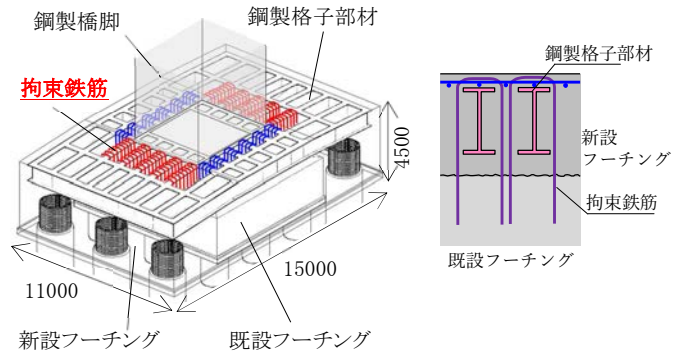 鋼製橋脚
鋼製格子部材
拘束鉄筋
4500
15000
11000
新設フーチング
既設フーチング
鋼製格子部材
新設
フーチング
拘束鉄筋
既設フーチング